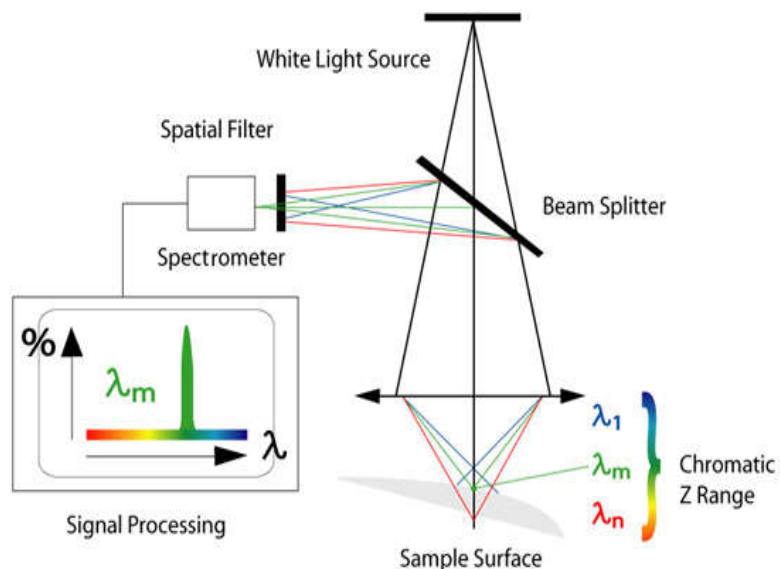 White Light Source
Spatial Filter
Beam Splitter
Spectrometer
%
λm
λ
Signal Processing
λ1
λm
λn
Chromatic
Z Range
Sample Surface